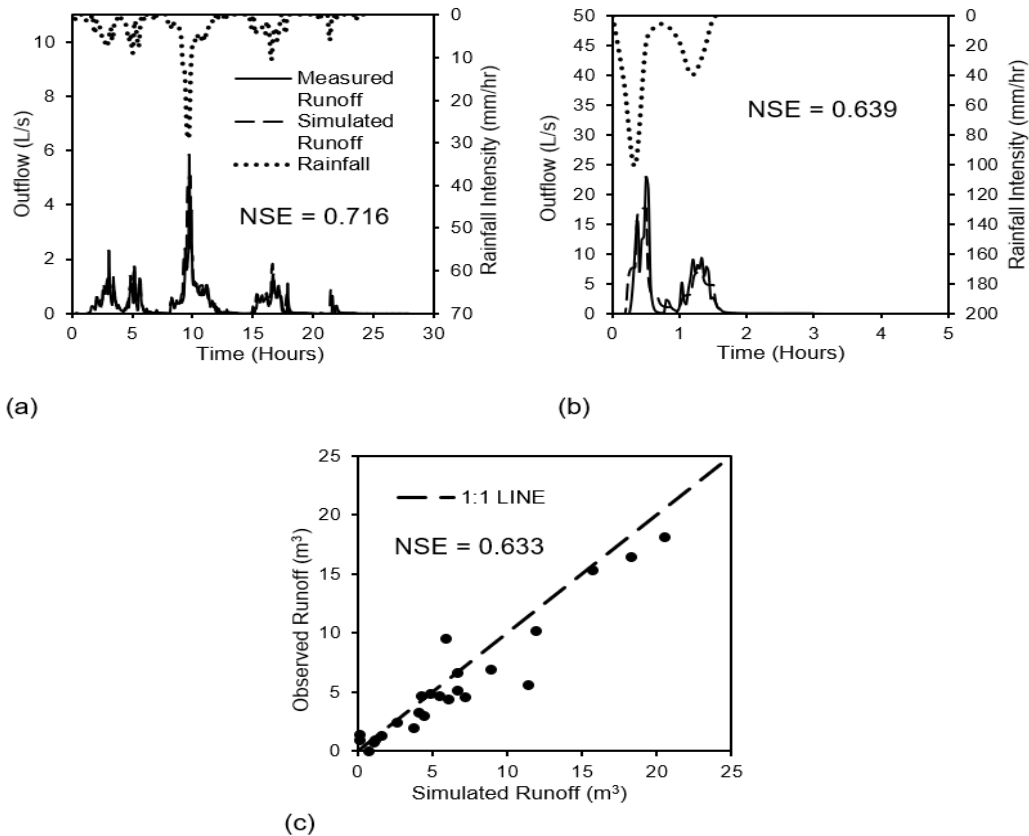 10
8
6
4
2
0
Outflow (L/s)
0
10
20
30
40
50
60
70
Rainfall Intensity (mm/hr)
Measured
Runoff
Simulated
Runoff
Rainfall
NSE = 0.716
0 5 10 15 20 25 30
Time (Hours)
(a)
50
45
40
35
30
25
20
15
10
5
0
Outflow (L/s)
0
20
40
60
80
100
120
140
160
180
200
Rainfall Intensity (mm/hr)
NSE = 0.639
0 1 2 3 4 5
Time (Hours)
(b)
25
20
15
10
5
0
Observed Runoff (m³)
1:1 LINE
NSE = 0.633
0 5 10 15 20 25
Simulated Runoff (m³)
(c)